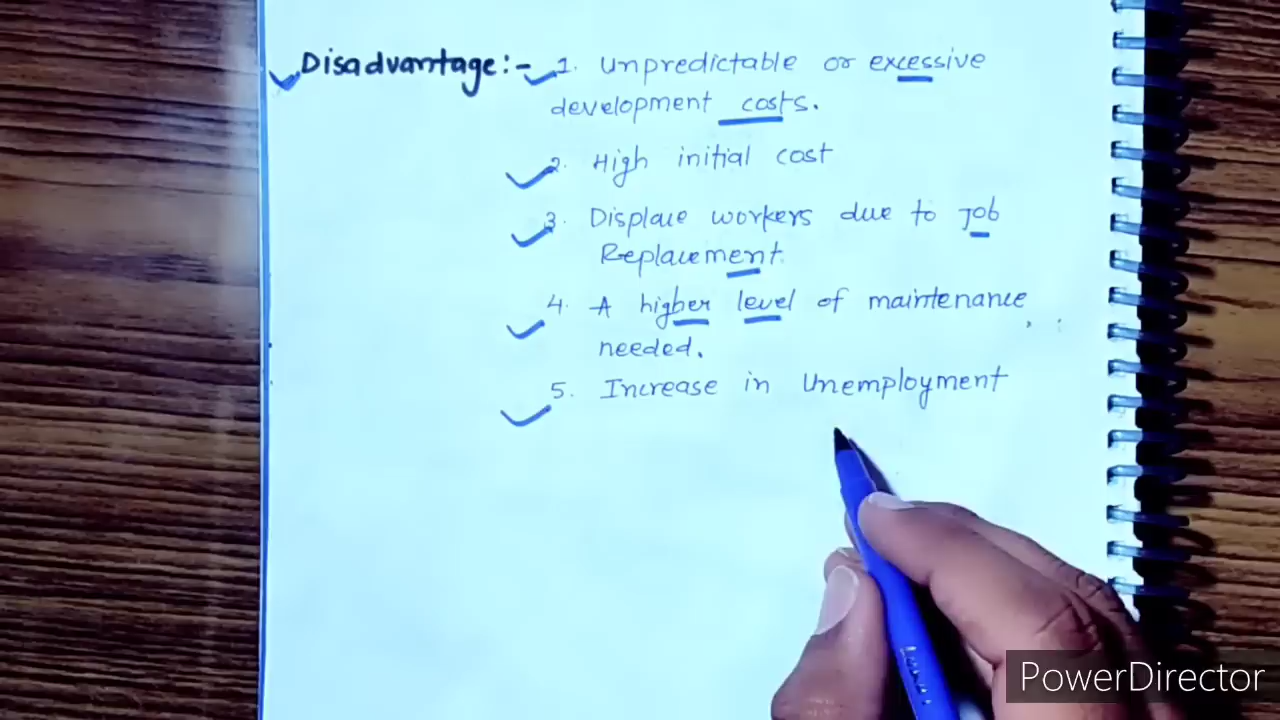 Disadvantage:- 1. Unpredictable or excessive
development costs.
2. High initial cost
3. Displace workers due to Job
Replacement.
4. A higher level of maintenance
needed.
5. Increase in Unemployment
PowerDirector